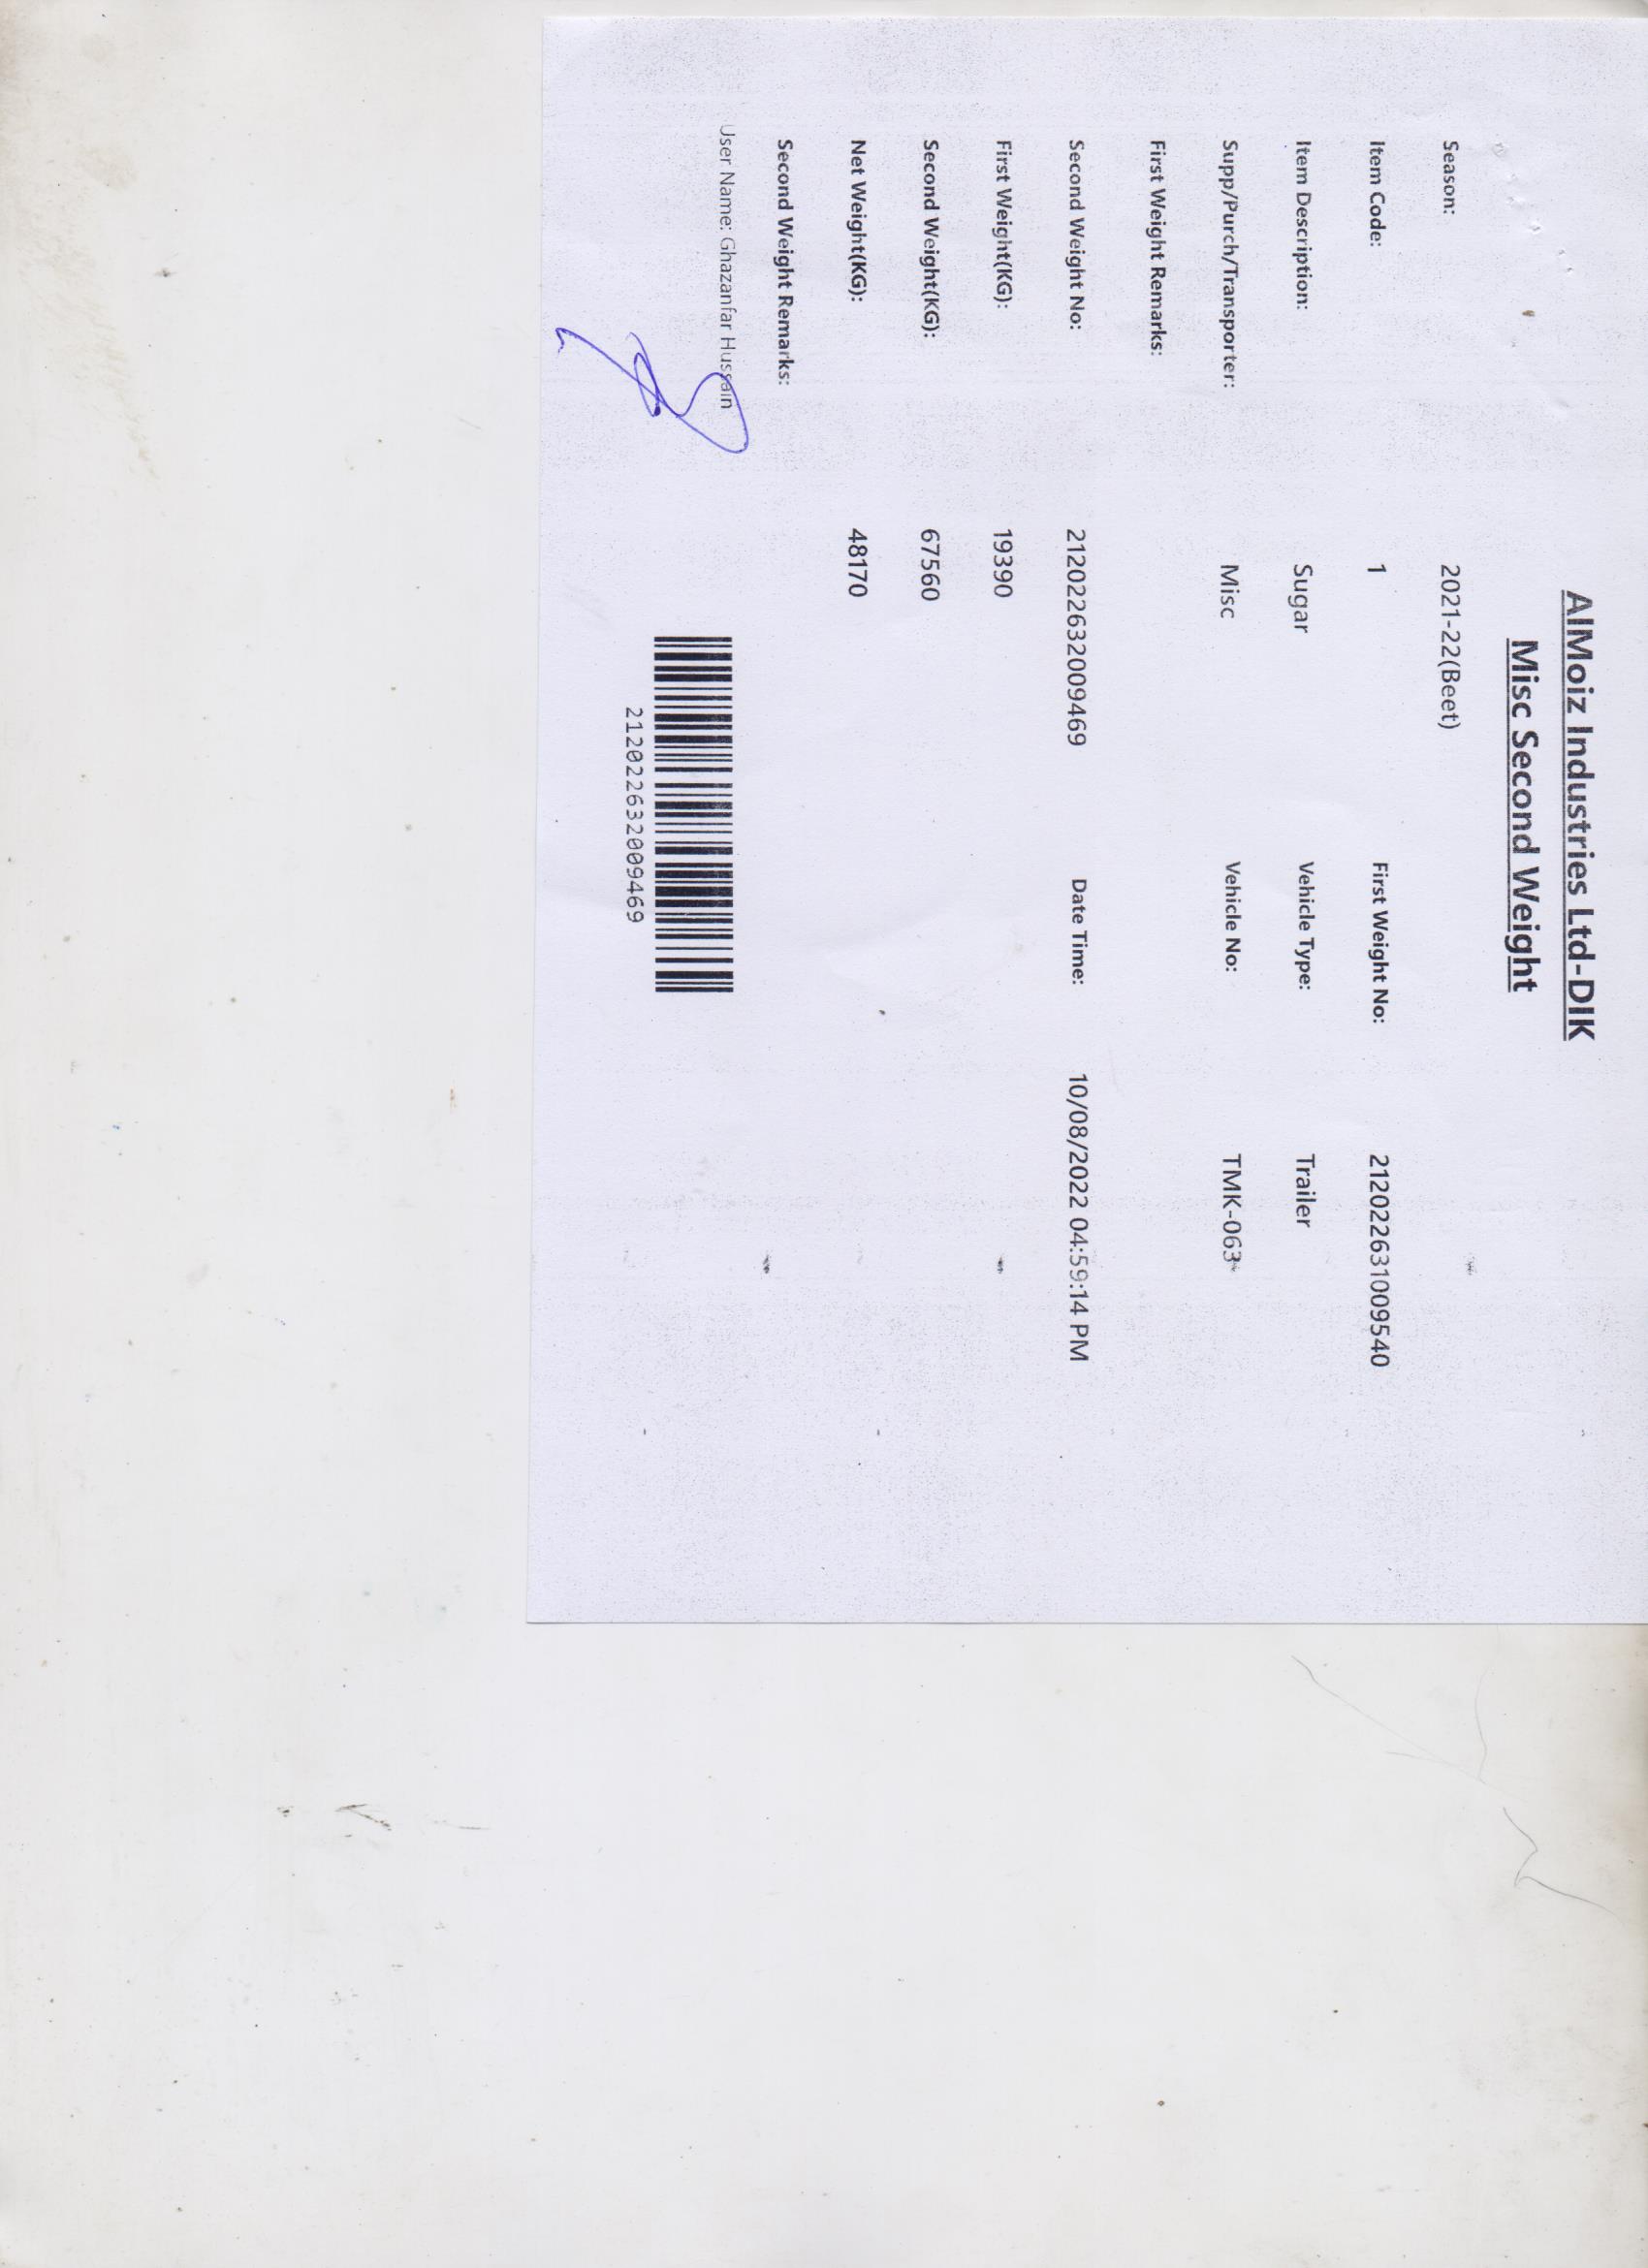 AlMoiz Industries Ltd-DIK
Misc Second Weight
Season: 2021-22(Beet)
Item Code: 1 First Weight No: 212022631009540
Item Description: Sugar Vehicle Type: Trailer
Supp/Purch/Transporter: Misc Vehicle No: TMK-063
First Weight Remarks:
Second Weight No: 212022632009469 Date Time: 10/08/2022 04:59:14 PM
First Weight(KG): 19390
Second Weight(KG): 67560
Net Weight(KG): 48170
Second Weight Remarks:
User Name: Ghazanfar Hussain
212022632009469